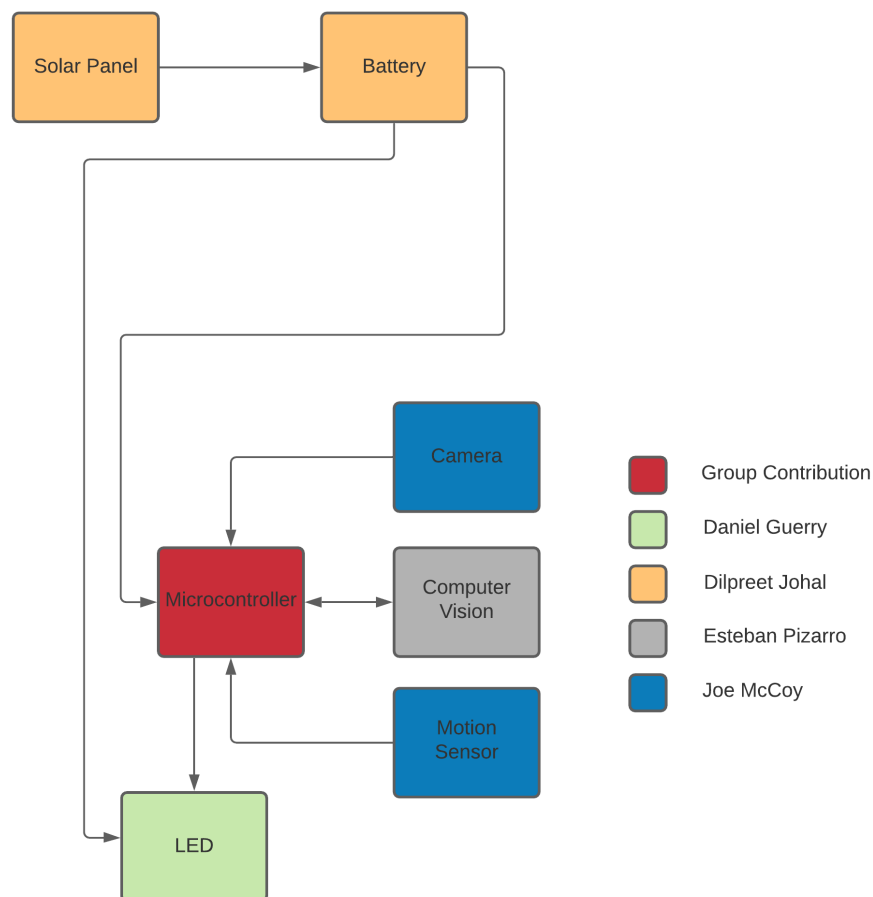 Solar Panel
Battery
Camera
Microcontroller
Computer
Vision
Motion
Sensor
LED
Group Contribution
Daniel Guerry
Dilpreet Johal
Esteban Pizarro
Joe McCoy